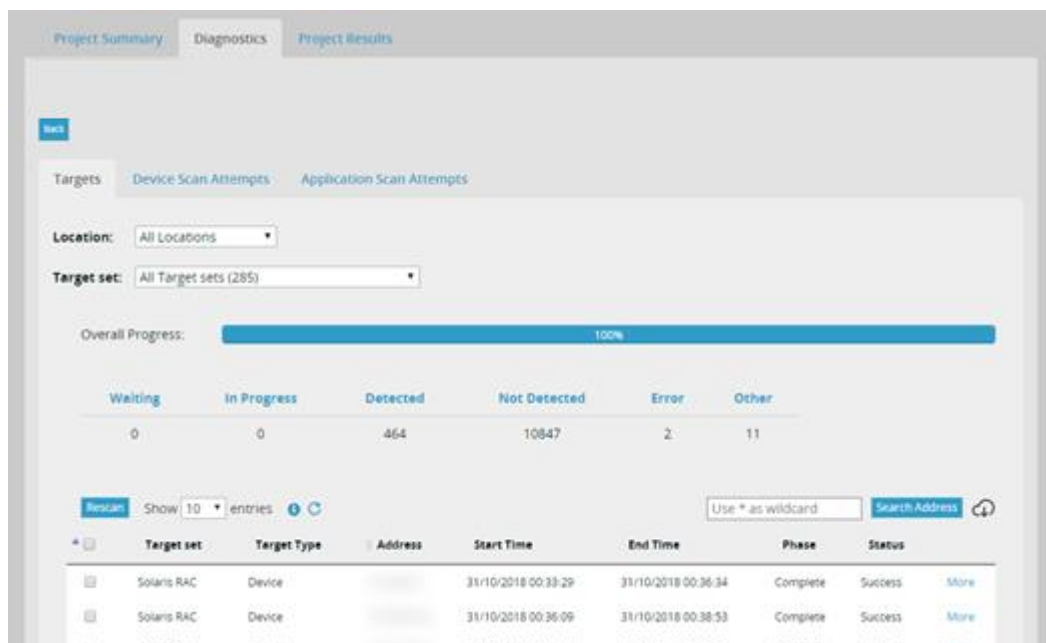 Project Summary Diagnostics Project Results
Back
Targets Device Scan Attempts Application Scan Attempts
Location: All Locations
Target set: All Target sets (285)
Overall Progress: 100%
Waiting In Progress Detected Not Detected Error Other
0 0 464 10847 2 11
Rescan Show 10 entries Use * as wildcard Search Address
Target set Target Type Address Start Time End Time Phase Status
Solaris RAC Device 31/10/2018 00:33:29 31/10/2018 00:36:34 Complete Success More
Solaris RAC Device 31/10/2018 00:36:09 31/10/2018 00:38:53 Complete Success More